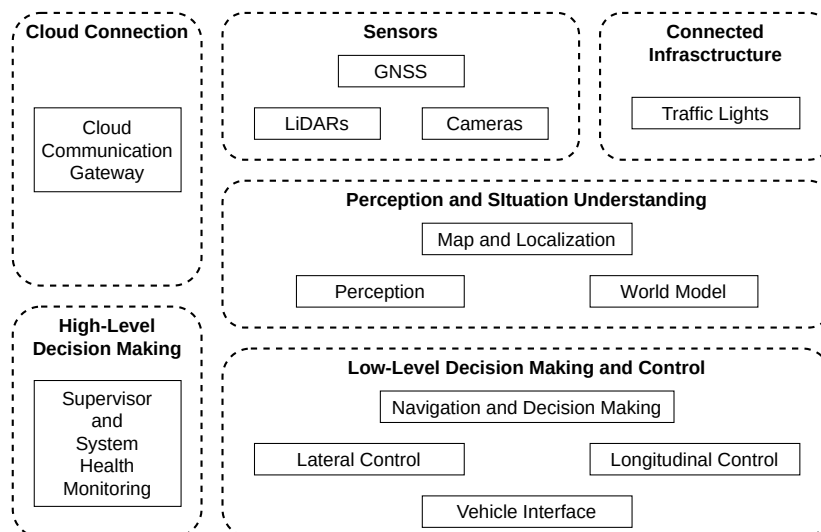 Cloud Connection
Cloud
Communication
Gateway
Sensors
GNSS
LiDARs
Cameras
Connected
Infrasctructure
Traffic Lights
Perception and SItuation Understanding
Map and Localization
Perception
World Model
High-Level
Decision Making
Supervisor
and
System
Health
Monitoring
Low-Level Decision Making and Control
Navigation and Decision Making
Lateral Control
Longitudinal Control
Vehicle Interface